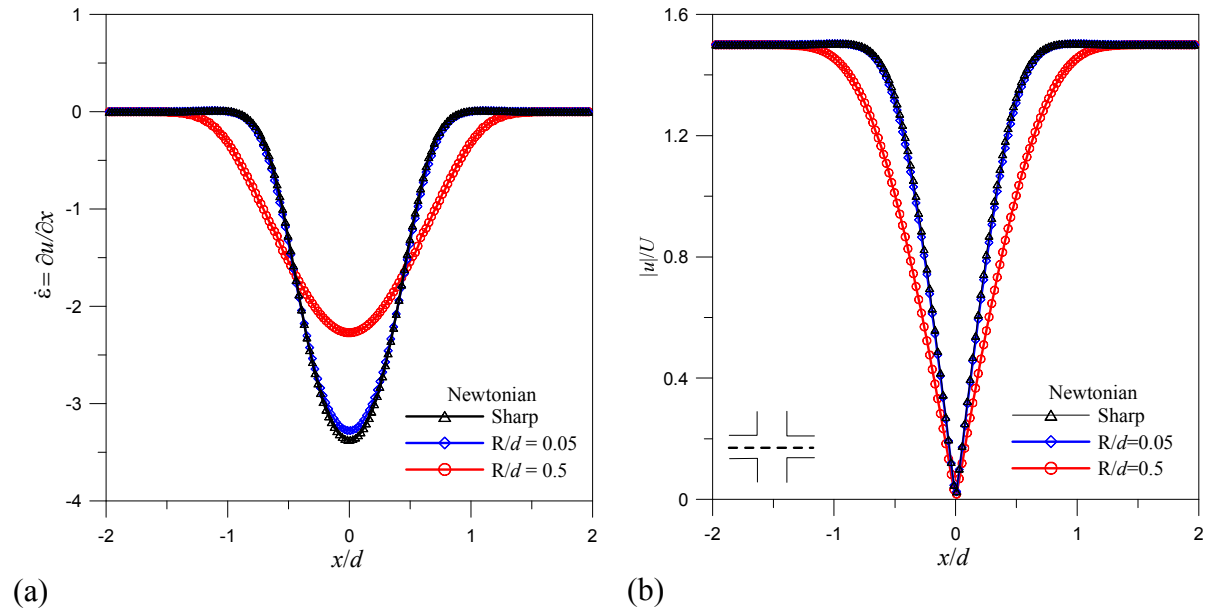 1
0
-1
-2
-3
-4
ε̇ = ∂u/∂x
Newtonian
Sharp
R/d = 0.05
R/d = 0.5
-2 -1 0 1 2
x/d
(a)
1.6
1.2
0.8
0.4
0
|u|/U
Newtonian
Sharp
R/d=0.05
R/d=0.5
-2 -1 0 1 2
x/d
(b)